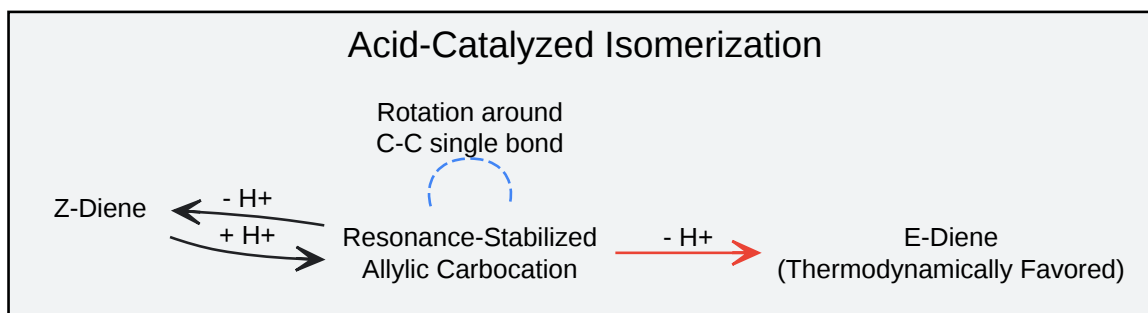 Acid-Catalyzed Isomerization
Rotation around
C-C single bond
Z-Diene
- H+
+ H+
Resonance-Stabilized
Allylic Carbocation
- H+
E-Diene
(Thermodynamically Favored)